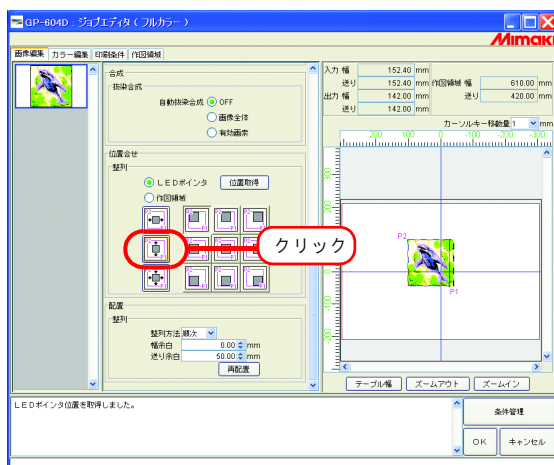 GP-604D：ジョブエディタ（フルカラー）
Mimaki
画像編集 カラー編集 印刷条件 作図領域
合成
抜染合成
自動抜染合成 OFF
画像全体
有効画素
位置合せ
整列
ＬＥＤポインタ 位置取得
作図領域
クリック
配置
整列
整列方法 順次
幅余白 0.00 mm
送り余白 50.00 mm
再配置
入力 幅 152.40 mm
送り 152.40 mm 作図領域 幅 610.00 mm
出力 幅 142.00 mm 送り 420.00 mm
送り 142.00 mm
カーソルキー移動量 1 mm
200 100 0 -100 -200 -300
P2
P1
テーブル幅 ズームアウト ズームイン
ＬＥＤポインタ位置を取得しました。
条件管理
OK キャンセル